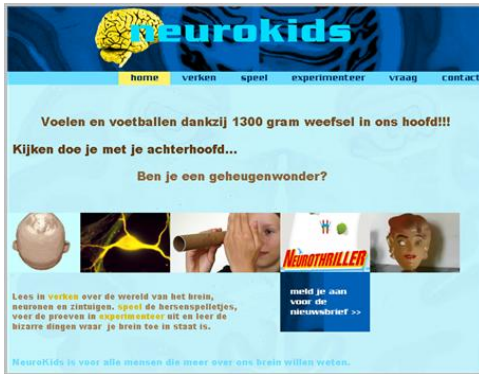 neurokids
home verken speel experimenteer vraag contact
Voelen en voetballen dankzij 1300 gram weefsel in ons hoofd!!!
Kijken doe je met je achterhoofd...
Ben je een geheugenwonder?
NEUROTHRILLER
meld je aan
voor de
nieuwsbrief >>
Lees in verken over de wereld van het brein,
neuronen en zintuigen. speel de hersenspelletjes,
voer de proeven in experimenteer uit en leer de
bizarre dingen waar je brein toe in staat is.
NeuroKids is voor alle mensen die meer over ons brein willen weten.